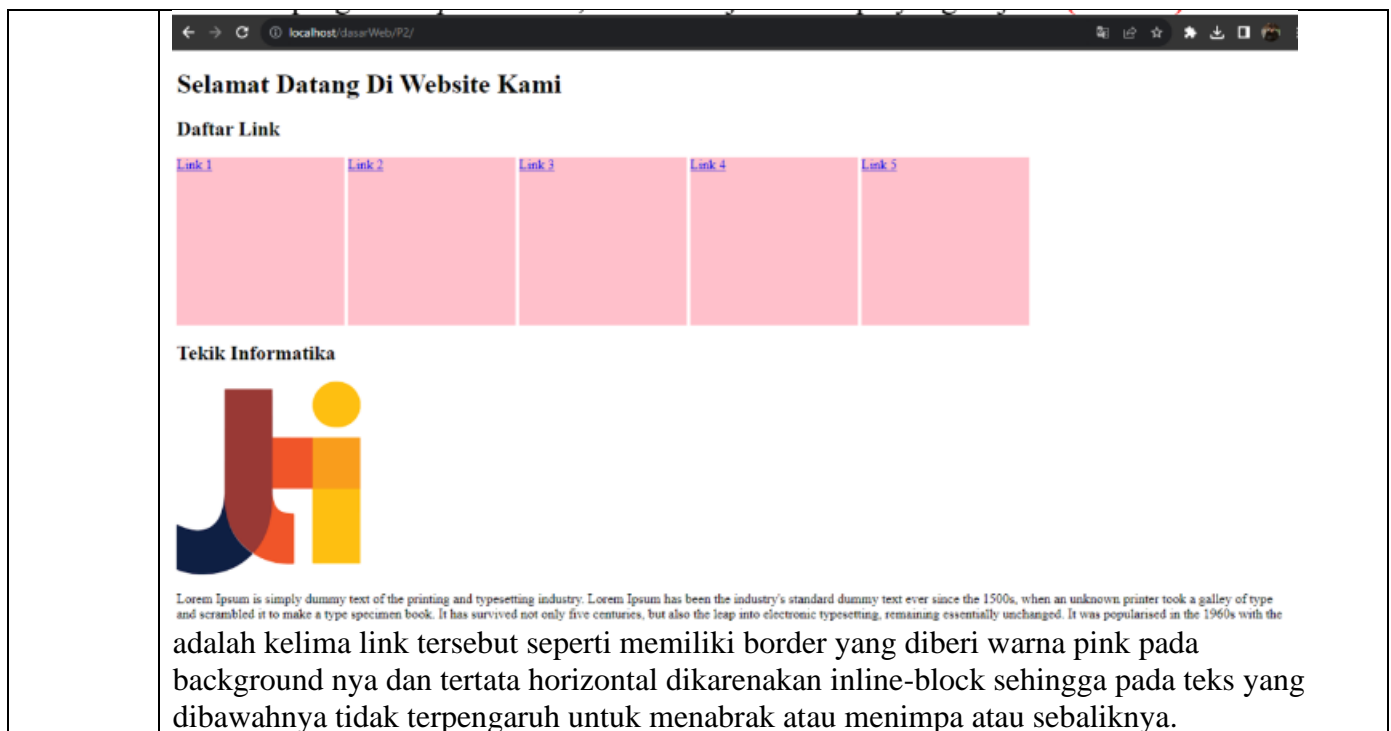 localhost/dasarWeb/P2/
Selamat Datang Di Website Kami
Daftar Link
Link 1 Link 2 Link 3 Link 4 Link 5
Tekik Informatika
Lorem Ipsum is simply dummy text of the printing and typesetting industry. Lorem Ipsum has been the industry's standard dummy text ever since the 1500s, when an unknown printer took a galley of type
and scrambled it to make a type specimen book. It has survived not only five centuries, but also the leap into electronic typesetting, remaining essentially unchanged. It was popularised in the 1960s with the
adalah kelima link tersebut seperti memiliki border yang diberi warna pink pada
background nya dan tertata horizontal dikarenakan inline-block sehingga pada teks yang
dibawahnya tidak terpengaruh untuk menabrak atau menimpa atau sebaliknya.